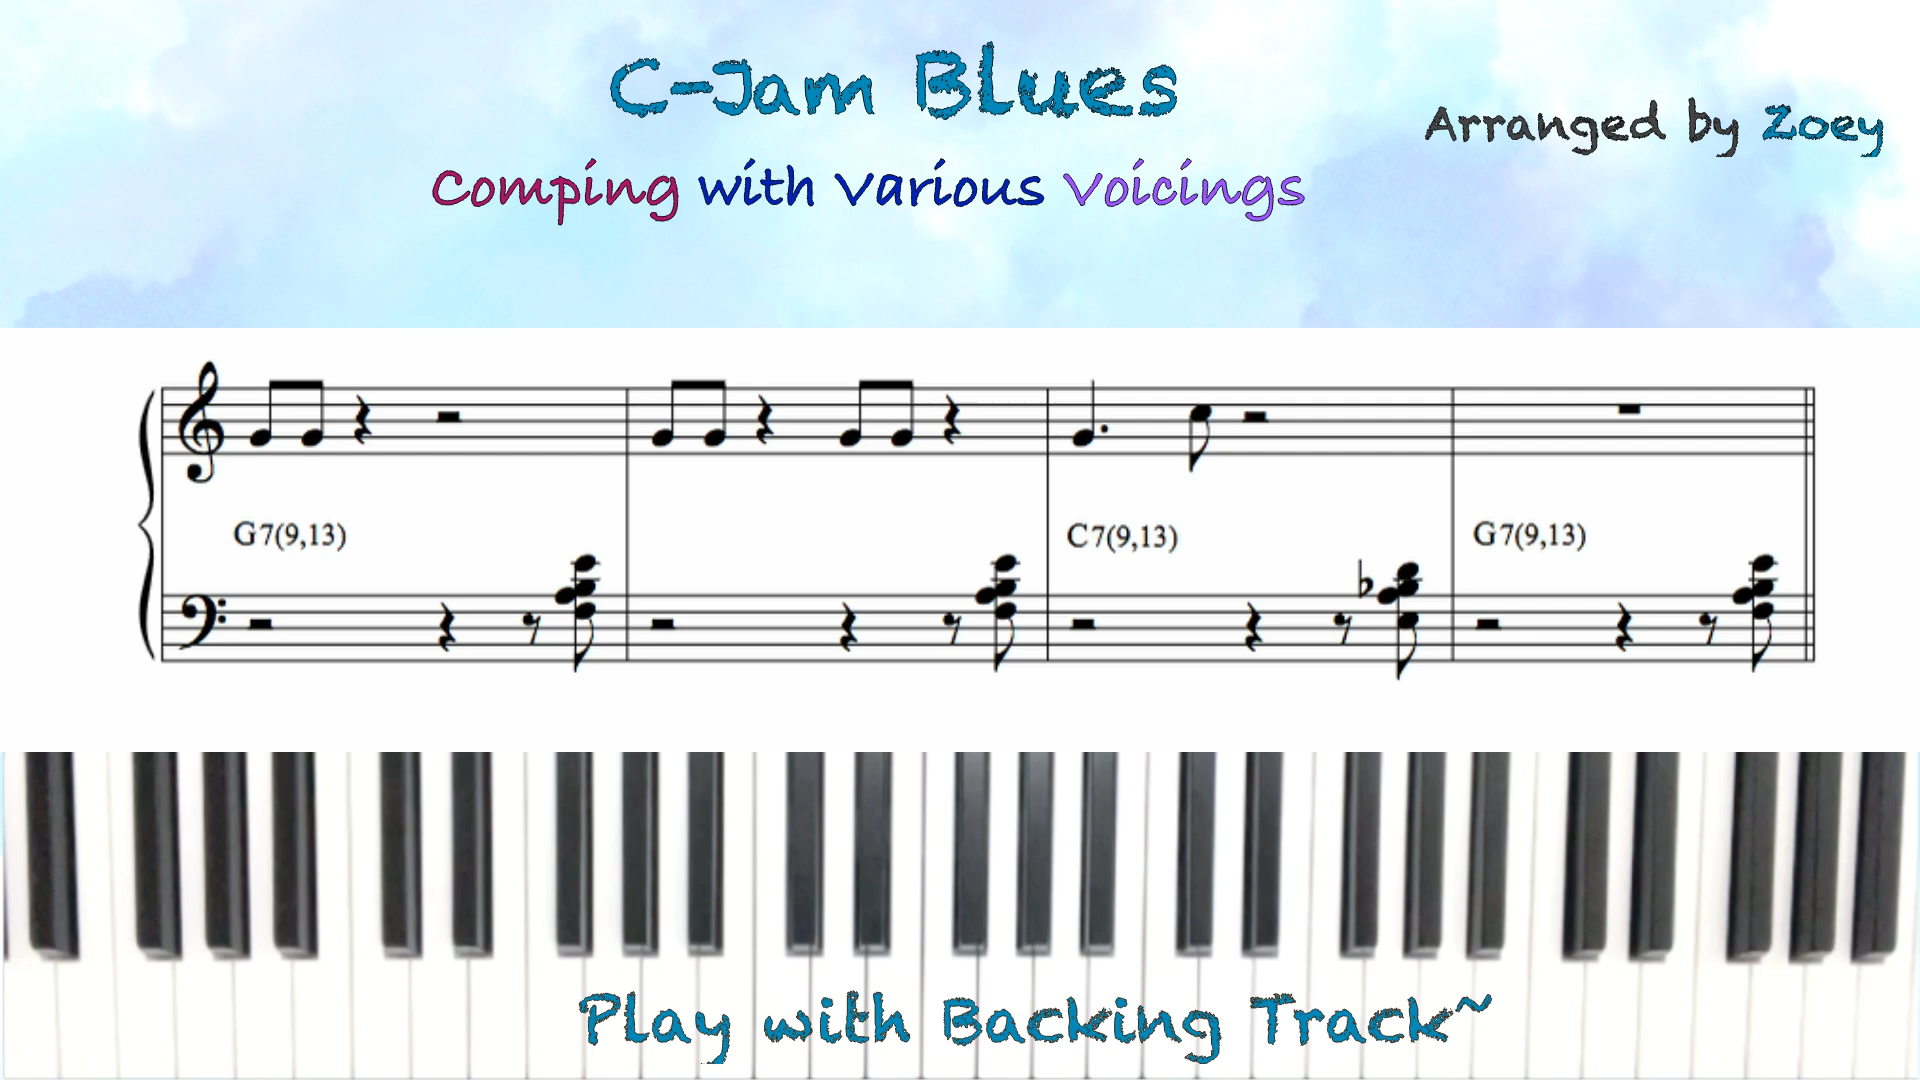 C-Jam Blues
Arranged by Zoey
Comping with Various Voicings
G7(9,13) C7(9,13) G7(9,13)
Play with Backing Track~